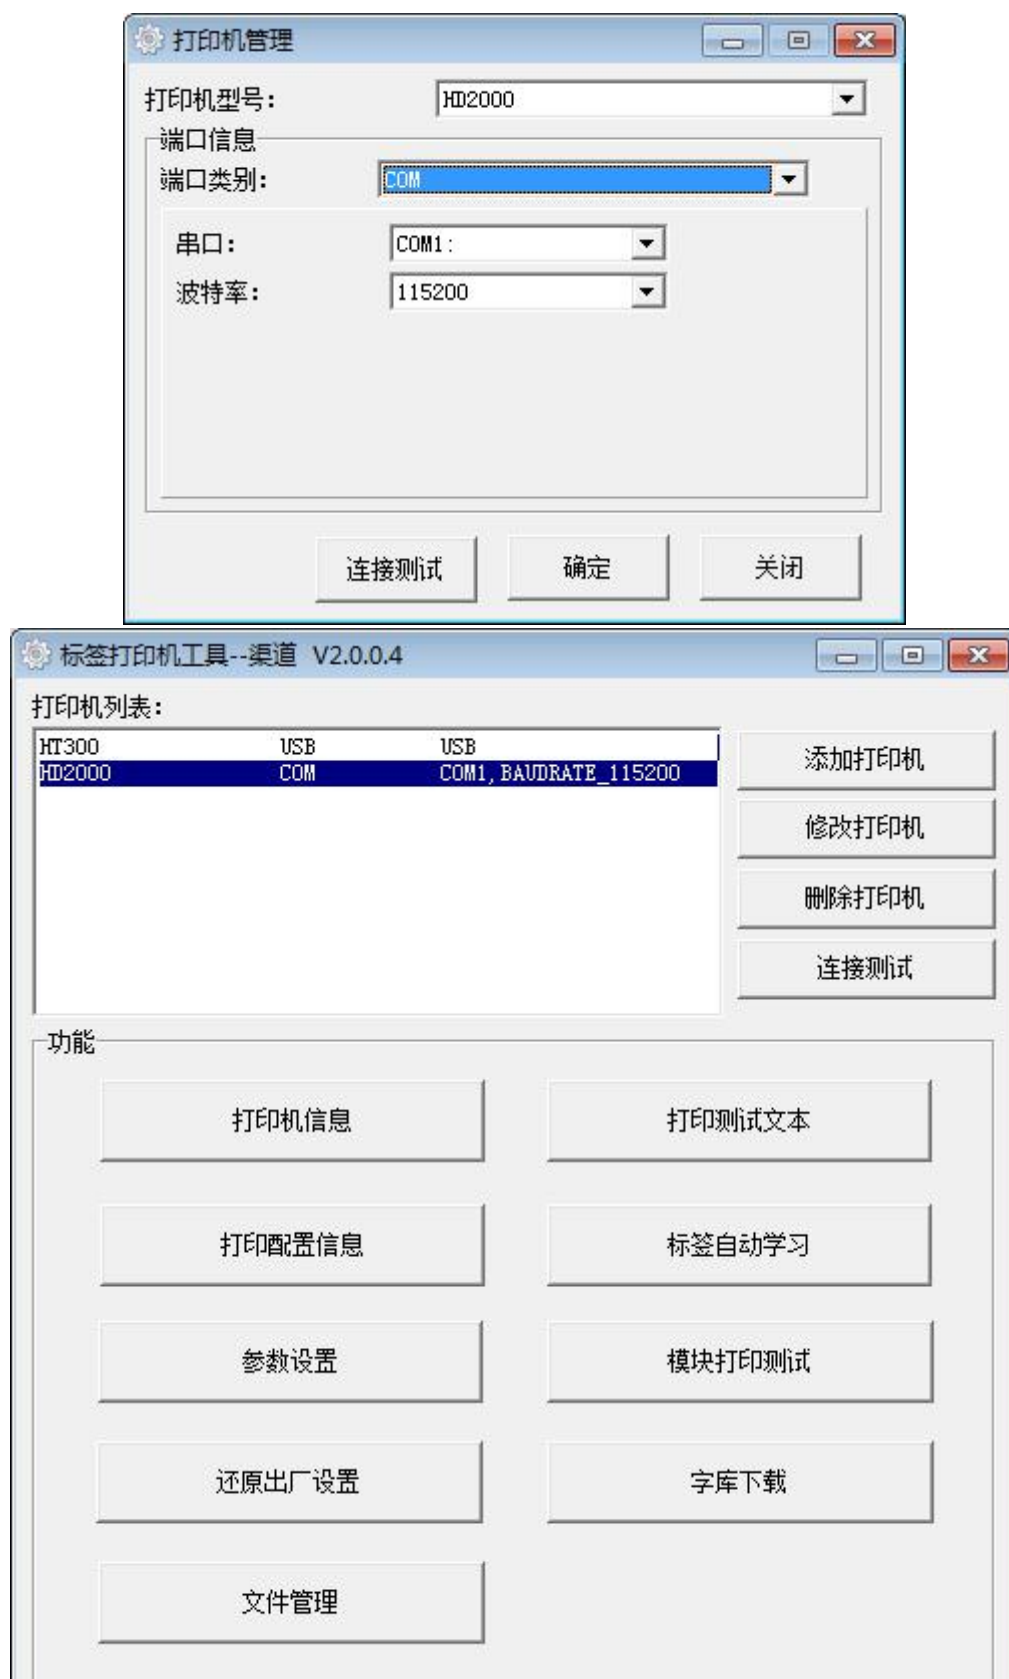 打印机管理
打印机型号: HD2000
端口信息
端口类别: COM
串口: COM1:
波特率: 115200
连接测试 确定 关闭
标签打印机工具--渠道 V2.0.0.4
打印机列表:
HT300 USB USB
HD2000 COM COM1,BAUDRATE_115200
添加打印机
修改打印机
删除打印机
连接测试
功能
打印机信息 打印测试文本
打印配置信息 标签自动学习
参数设置 模块打印测试
还原出厂设置 字库下载
文件管理